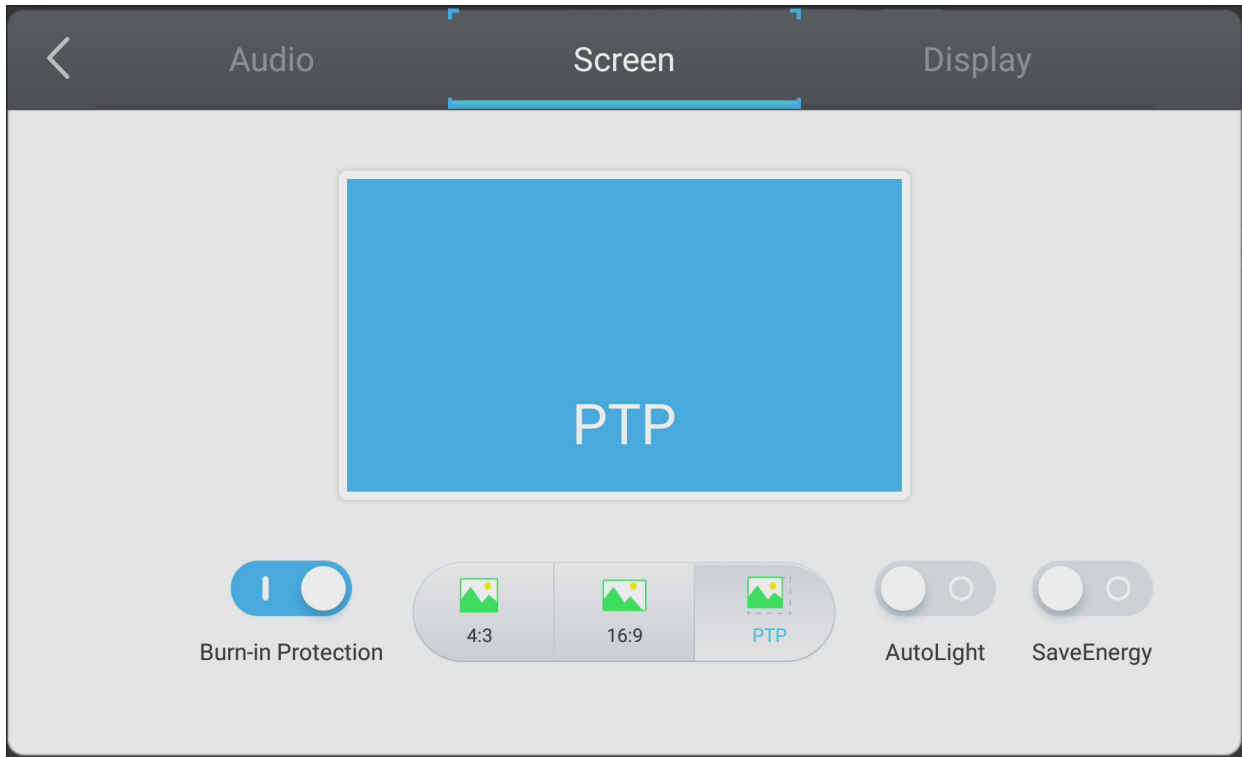 Audio
Screen
Display
PTP
4:3
16:9
PTP
Burn-in Protection
AutoLight
SaveEnergy